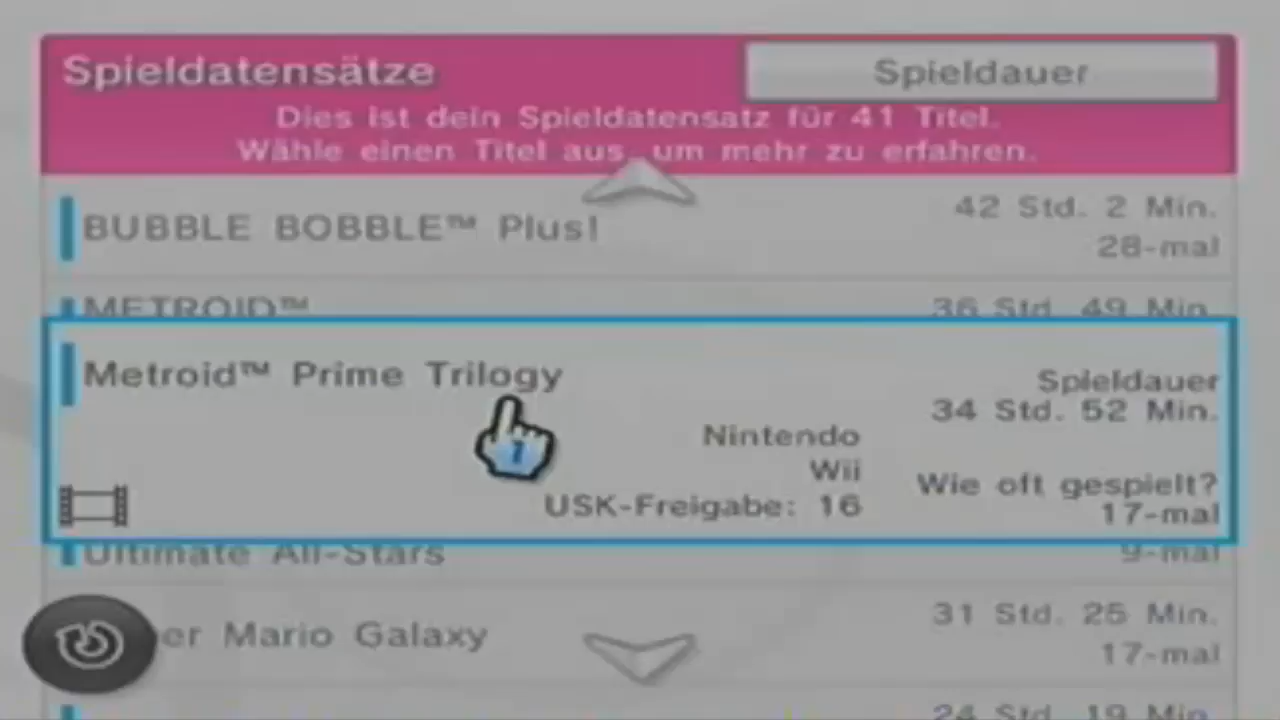 Spieldatensätze
Spieldauer
Dies ist dein Spieldatensatz für 41 Titel.
Wähle einen Titel aus, um mehr zu erfahren.
BUBBLE BOBBLE™ Plus!
42 Std. 2 Min.
28-mal
METROID™
36 Std. 49 Min.
Metroid™ Prime Trilogy
Spieldauer
34 Std. 52 Min.
Nintendo
Wii
USK-Freigabe: 16
Wie oft gespielt?
17-mal
Ultimate All-Stars
9-mal
er Mario Galaxy
31 Std. 25 Min.
17-mal
24 Std. 19 Min.